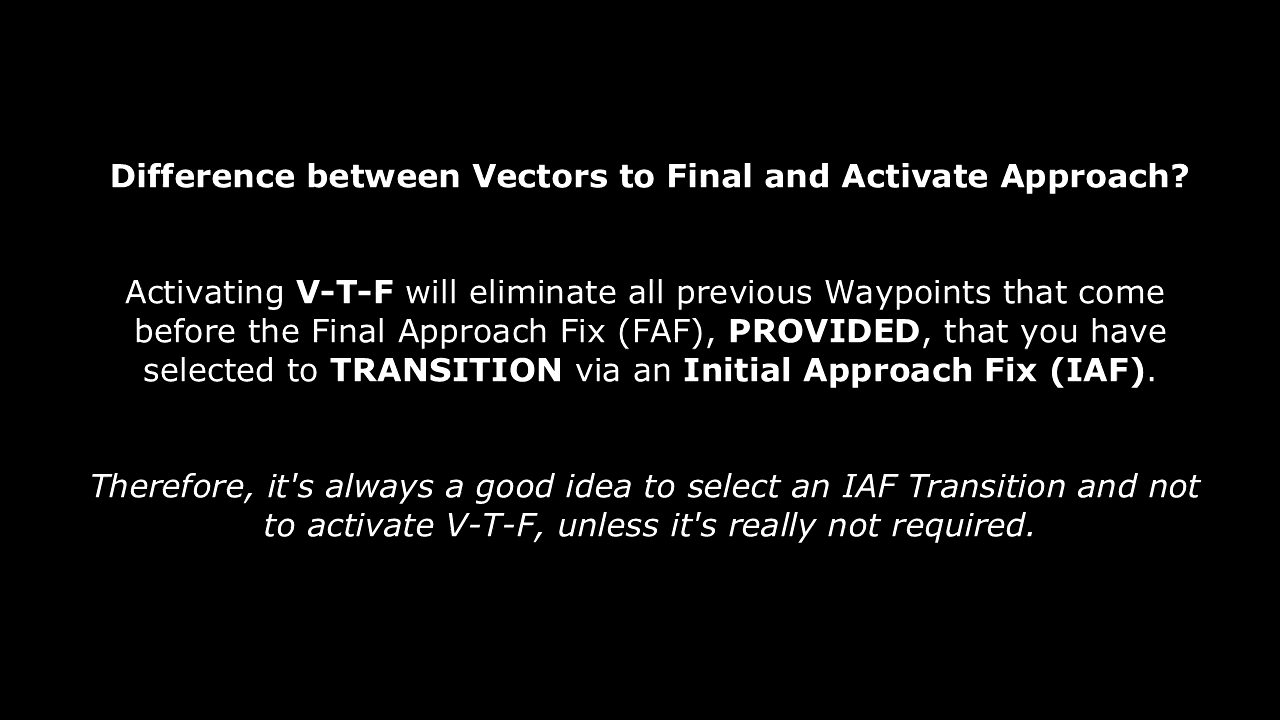 Difference between Vectors to Final and Activate Approach?
Activating V-T-F will eliminate all previous Waypoints that come
before the Final Approach Fix (FAF), PROVIDED, that you have
selected to TRANSITION via an Initial Approach Fix (IAF).
Therefore, it's always a good idea to select an IAF Transition and not
to activate V-T-F, unless it's really not required.